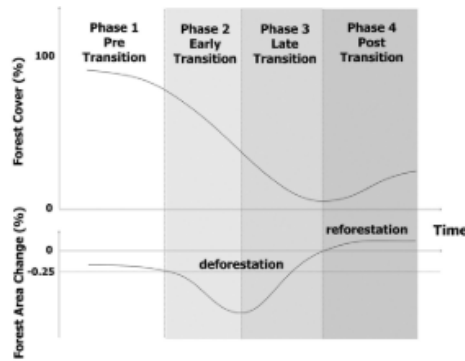 Phase 1
Pre
Transition
Phase 2
Early
Transition
Phase 3
Late
Transition
Phase 4
Post
Transition
Forest Cover (%)
100
0
Time
Forest Area Change (%)
0
-0.25
deforestation
reforestation